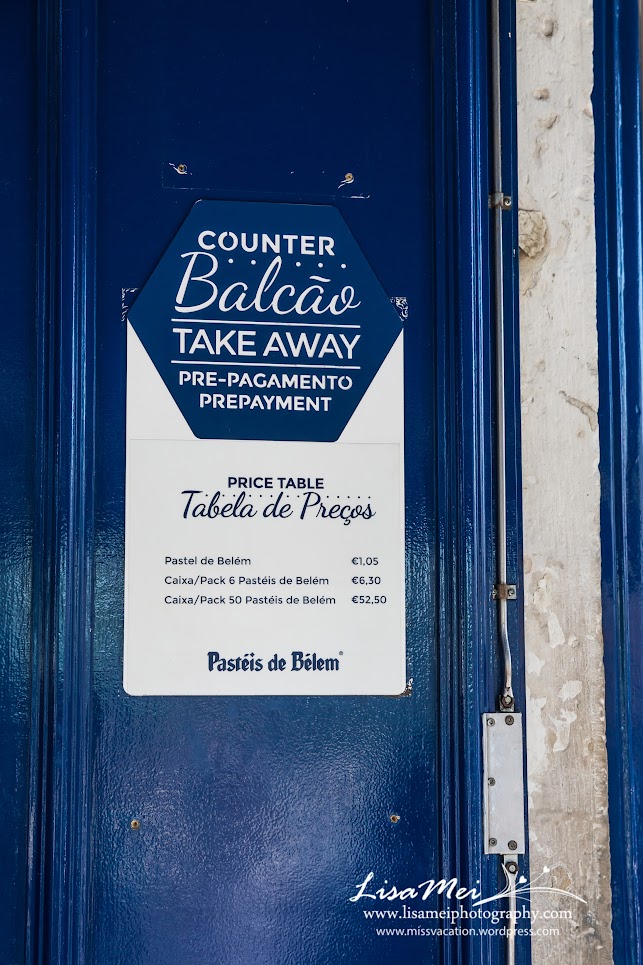 COUNTER
Balcão
TAKE AWAY
PRE-PAGAMENTO
PREPAYMENT
PRICE TABLE
Tabela de Preços
Pastel de Belém €1,05
Caixa/Pack 6 Pastéis de Belém €6,30
Caixa/Pack 50 Pastéis de Belém €52,50
Pastéis de Bélem®
LisaMei
www.lisameiphotography.com
www.missvacation.wordpress.com